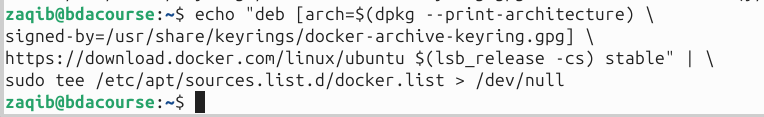 zaqib@bdacourse:~$ echo "deb [arch=$(dpkg --print-architecture) \
signed-by=/usr/share/keyrings/docker-archive-keyring.gpg] \
https://download.docker.com/linux/ubuntu $(lsb_release -cs) stable" | \
sudo tee /etc/apt/sources.list.d/docker.list > /dev/null
zaqib@bdacourse:~$